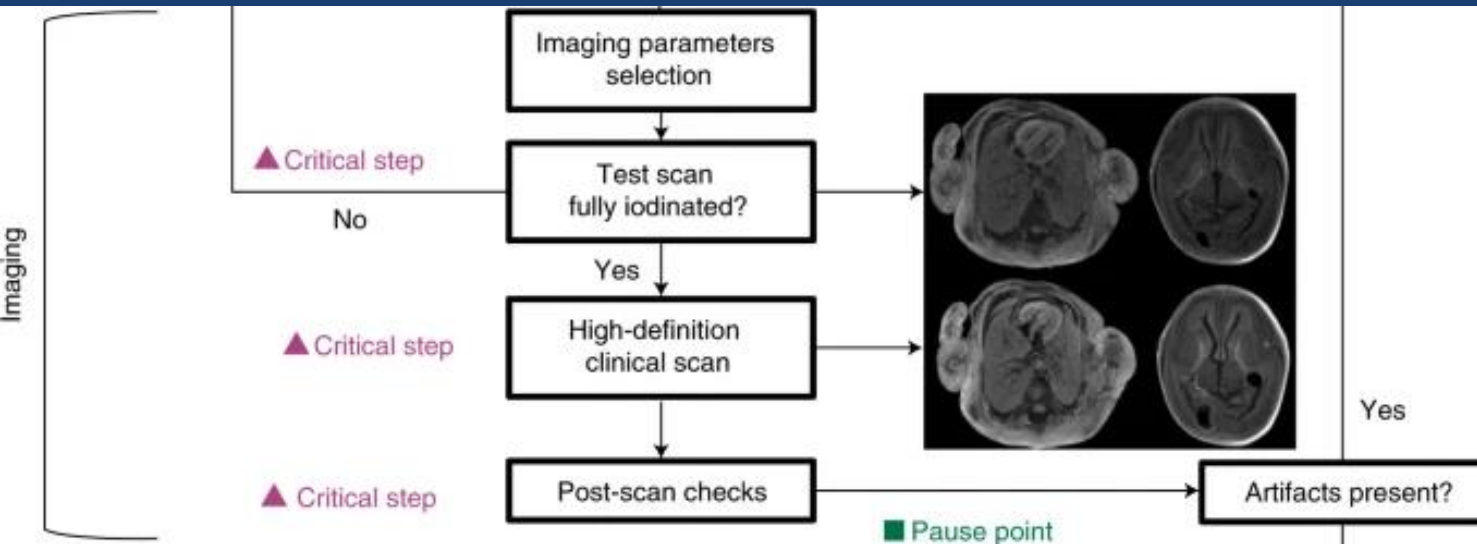 Imaging
Imaging parameters
selection
▲ Critical step
Test scan
fully iodinated?
No
Yes
▲ Critical step
High-definition
clinical scan
Yes
▲ Critical step
Post-scan checks
Artifacts present?
■ Pause point